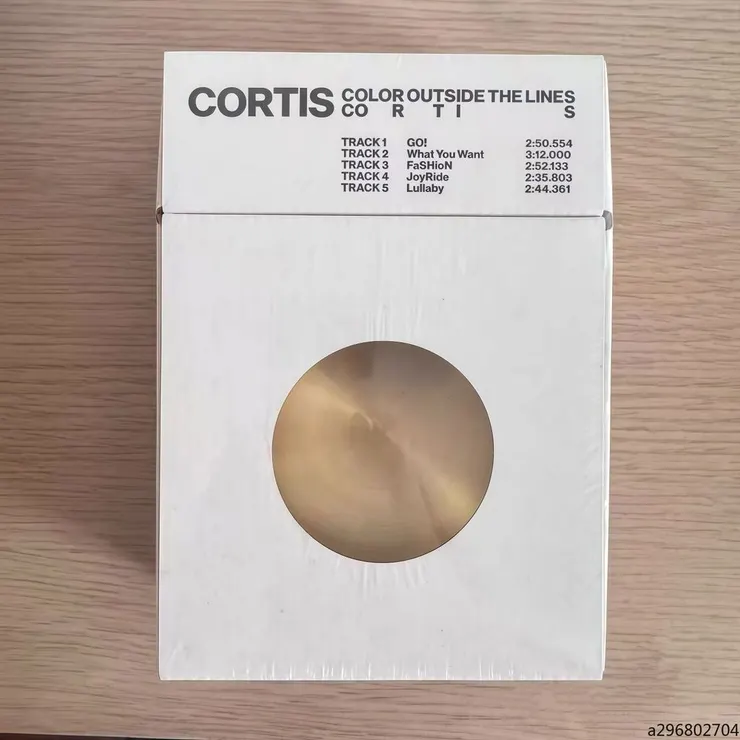 CORTIS COLOR OUTSIDE THE LINES
CO R T I S
TRACK 1 GO! 2:50.554
TRACK 2 What You Want 3:12.000
TRACK 3 FaSHioN 2:52.133
TRACK 4 JoyRide 2:35.803
TRACK 5 Lullaby 2:44.361
a296802704